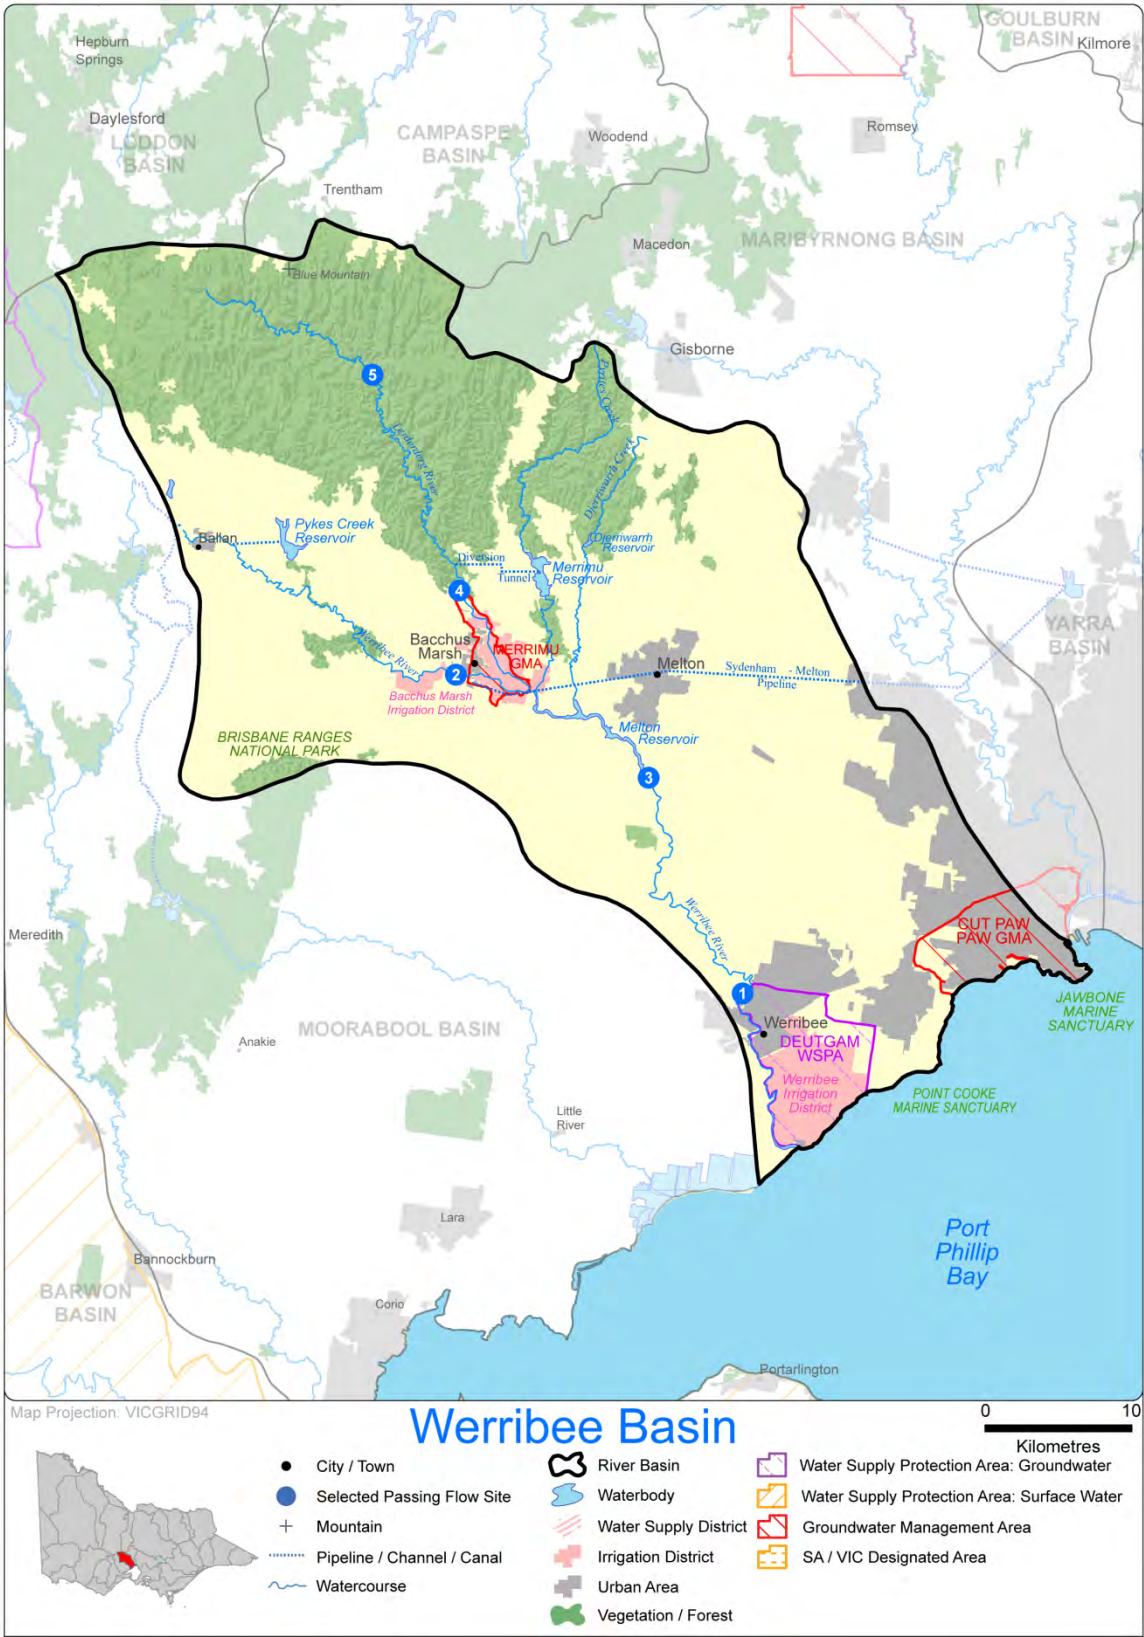 GOULBURN
BASIN
Kilmore
Hepburn
Springs
Daylesford
LODDON
BASIN
CAMPASPE
BASIN
Woodend
Romsey
Trentham
Macedon
MARIBYRNONG BASIN
Blue Mountain
Gisborne
5
Pyrites Creek
Lerderderg River
Djerriwarrh Creek
Pykes Creek
Reservoir
Ballan
Djerriwarrh
Reservoir
Diversion
Tunnel
Merrimu
Reservoir
4
YARRA
BASIN
Werribee River
Bacchus
Marsh
MERRIMU
GMA
2
Melton
Sydenham - Melton
Pipeline
Bacchus Marsh
Irrigation District
BRISBANE RANGES
NATIONAL PARK
Melton
Reservoir
3
Meredith
Werribee River
CUT PAW
PAW GMA
1
JAWBONE
MARINE
SANCTUARY
MOORABOOL BASIN
Anakie
Werribee
DEUTGAM
WSPA
Werribee
Irrigation
District
POINT COOKE
MARINE SANCTUARY
Little
River
Lara
Port
Phillip
Bay
Bannockburn
BARWON
BASIN
Corio
Portarlington
Map Projection: VICGRID94
Werribee Basin
0 10
Kilometres
City / Town
Selected Passing Flow Site
Mountain
Pipeline / Channel / Canal
Watercourse
River Basin
Waterbody
Water Supply District
Irrigation District
Urban Area
Vegetation / Forest
Water Supply Protection Area: Groundwater
Water Supply Protection Area: Surface Water
Groundwater Management Area
SA / VIC Designated Area